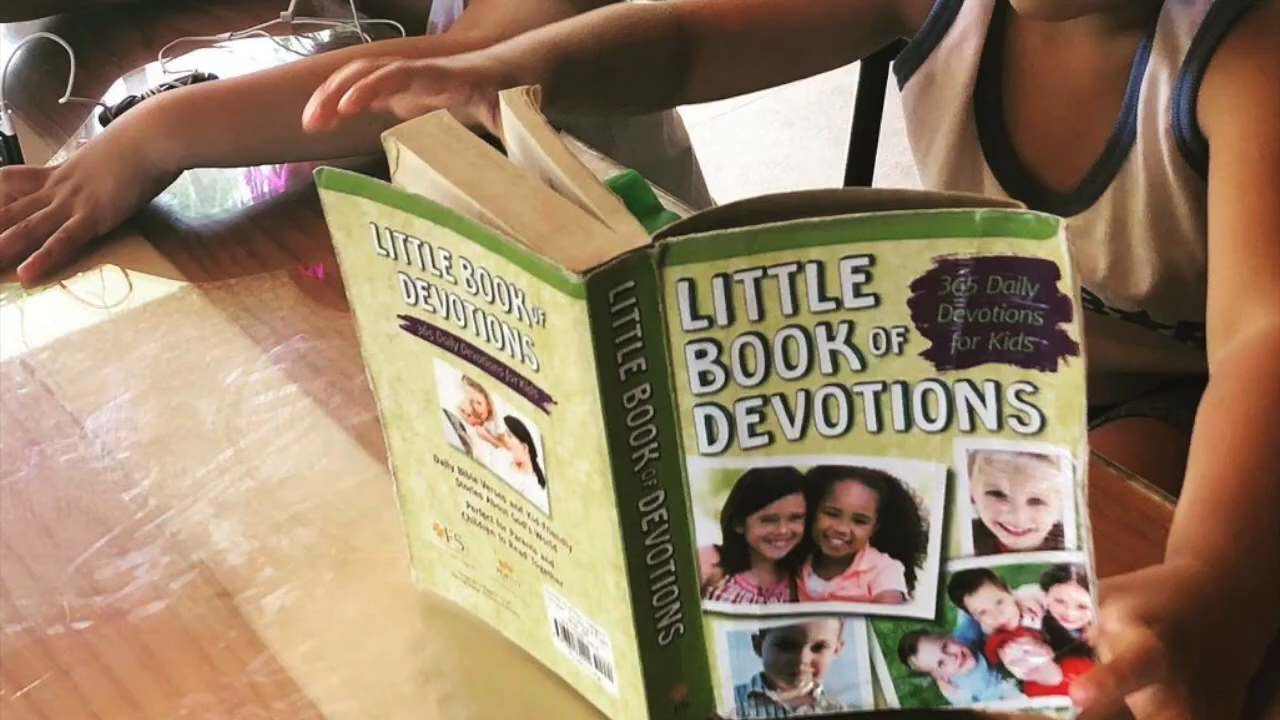 LITTLE BOOK OF
DEVOTIONS
365 Daily Devotions for Kids
Daily Bible Verses and Kid-Friendly
Stories About God's World
Perfect for Parents and
Children to Read Together
LITTLE BOOK OF DEVOTIONS
LITTLE
BOOK OF
DEVOTIONS
365 Daily
Devotions
for Kids